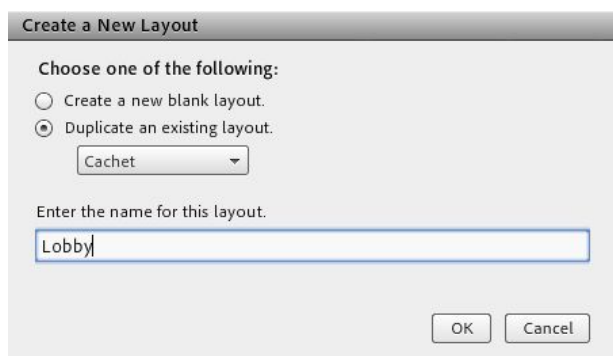 Create a New Layout
Choose one of the following:
Create a new blank layout.
Duplicate an existing layout.
Cachet
Enter the name for this layout.
Lobby
OK Cancel